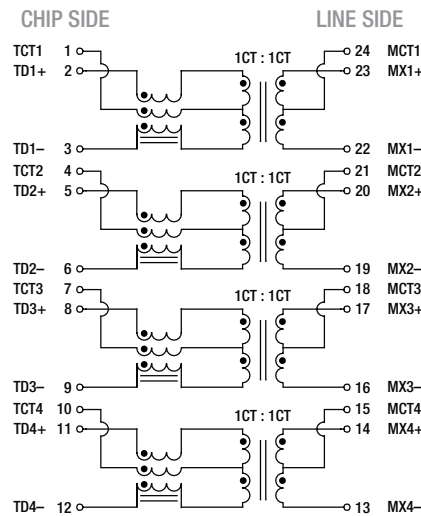 CHIP SIDE LINE SIDE
TCT1 1 1CT : 1CT 24 MCT1
TD1+ 2 23 MX1+
TD1– 3 22 MX1–
TCT2 4 1CT : 1CT 21 MCT2
TD2+ 5 20 MX2+
TD2– 6 19 MX2–
TCT3 7 1CT : 1CT 18 MCT3
TD3+ 8 17 MX3+
TD3– 9 16 MX3–
TCT4 10 1CT : 1CT 15 MCT4
TD4+ 11 14 MX4+
TD4– 12 13 MX4–